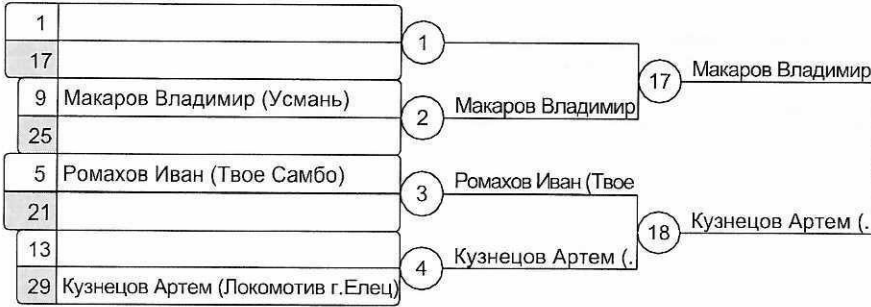 1
17
1
17
Макаров Владимир
9 Макаров Владимир (Усмань)
25
2
Макаров Владимир
5 Ромахов Иван (Твое Самбо)
21
3
Ромахов Иван (Твое
18
Кузнецов Артем (.
13
29 Кузнецов Артем (Локомотив г.Елец)
4
Кузнецов Артем (.